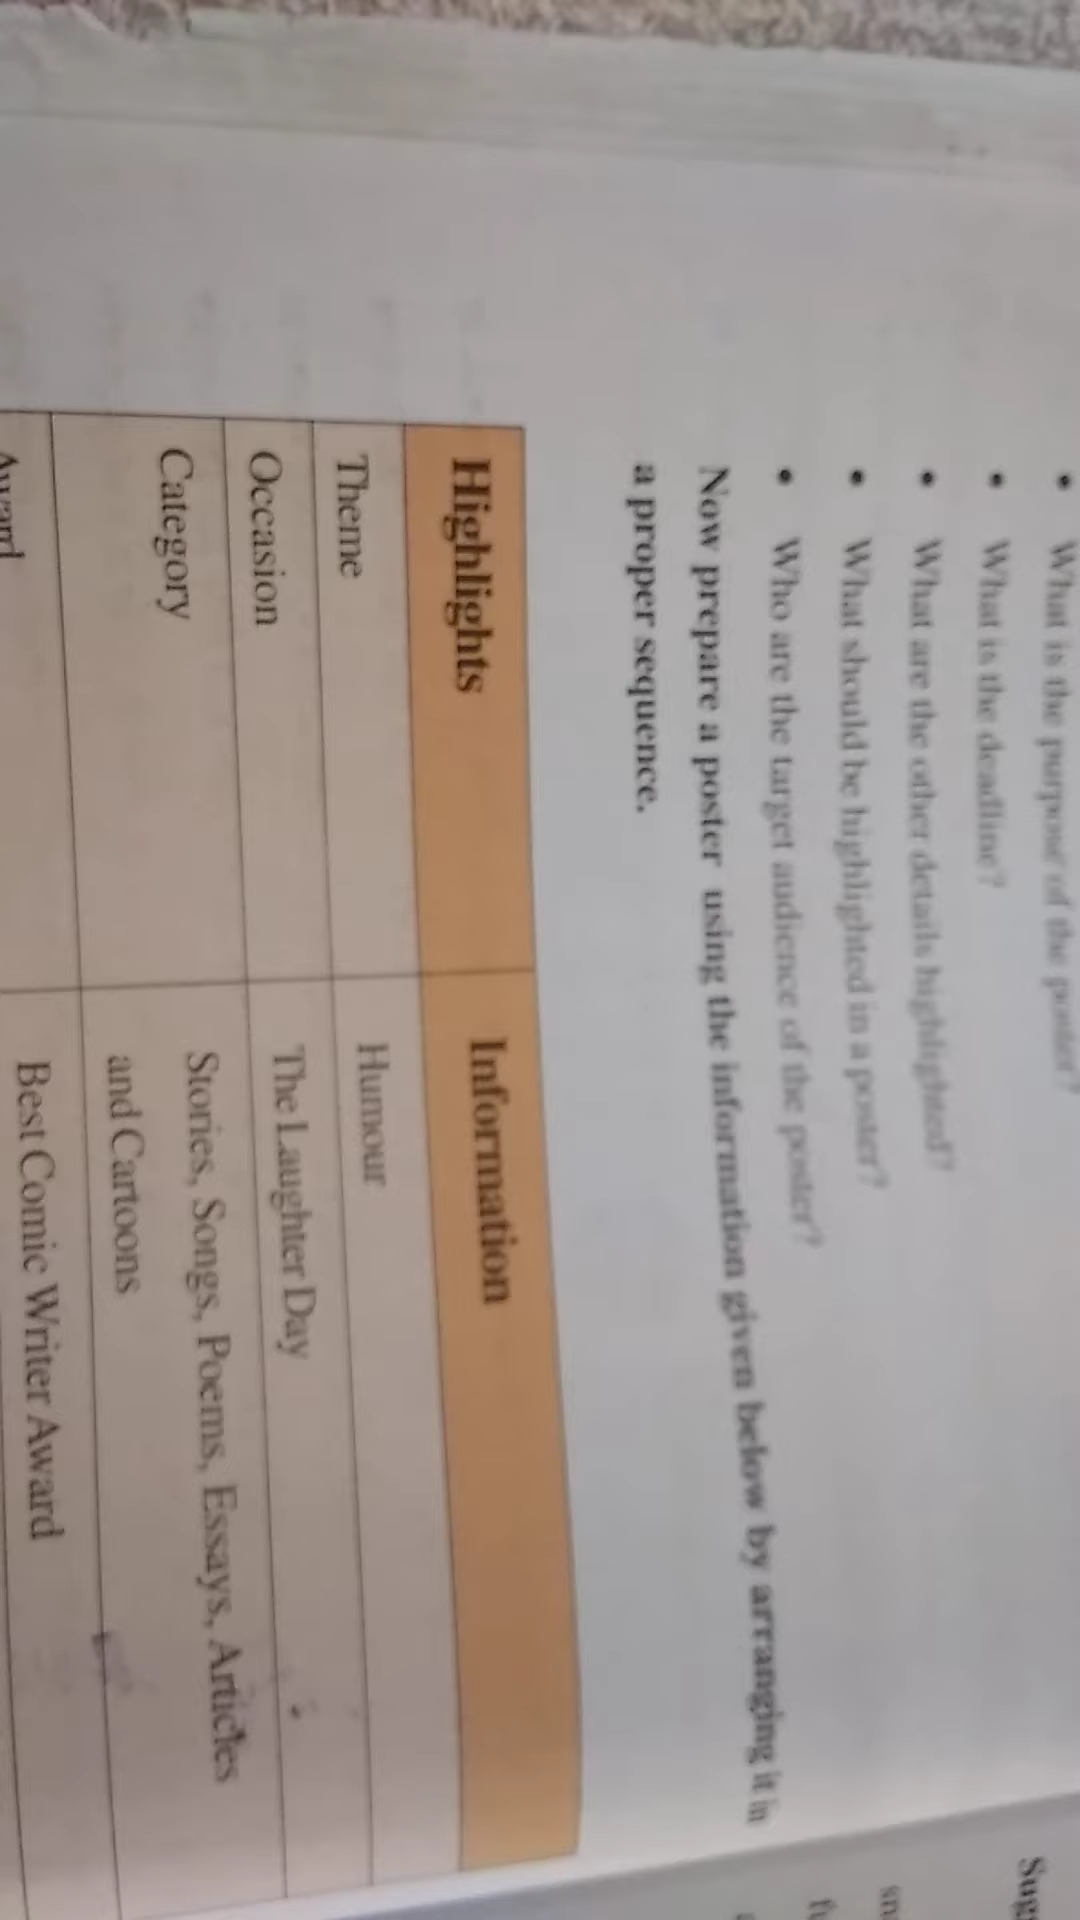 What is the purpose of the poster?
What is the deadline?
What are the other details highlighted?
What should be highlighted in a poster?
Who are the target audience of the poster?
Now prepare a poster using the information given below by arranging it in
a proper sequence.
Highlights Information
Theme Humour
Occasion The Laughter Day
Category Stories, Songs, Poems, Essays, Articles
and Cartoons
Award Best Comic Writer Award